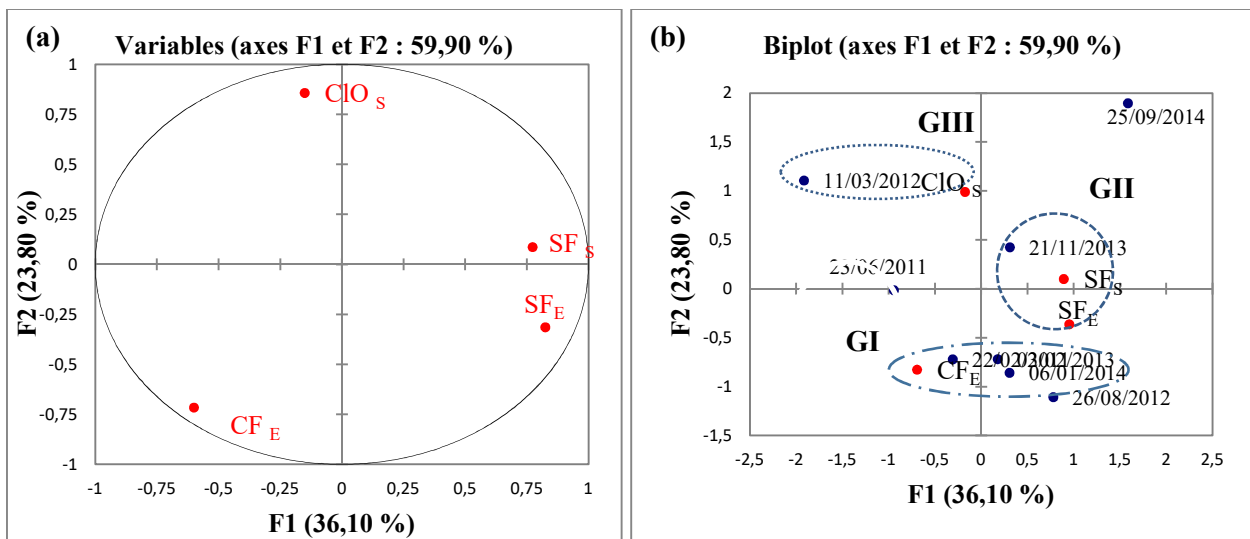 (a)
Variables (axes F1 et F2 : 59,90 %)
1
0,75
0,5
0,25
0
-0,25
-0,5
-0,75
-1
F2 (23,80 %)
ClO S
SF S
SF E
CF E
-1 -0,75 -0,5 -0,25 0 0,25 0,5 0,75 1
F1 (36,10 %)
(b)
Biplot (axes F1 et F2 : 59,90 %)
2
1,5
1
0,5
0
-0,5
-1
-1,5
F2 (23,80 %)
25/09/2014
GIII
11/03/2012
ClO S
GII
21/11/2013
23/06/2011
SF S
SF E
GI
CF E
06/01/2014
26/08/2012
-2,5 -2 -1,5 -1 -0,5 0 0,5 1 1,5 2 2,5
F1 (36,10 %)